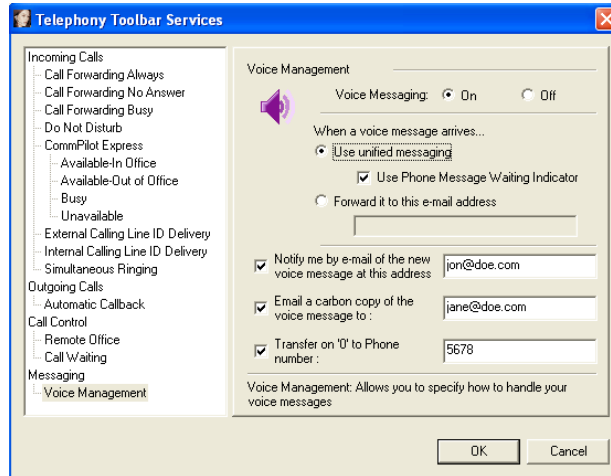 Telephony Toolbar Services
Incoming Calls
Call Forwarding Always
Call Forwarding No Answer
Call Forwarding Busy
Do Not Disturb
CommPilot Express
Available-In Office
Available-Out of Office
Busy
Unavailable
External Calling Line ID Delivery
Internal Calling Line ID Delivery
Simultaneous Ringing
Outgoing Calls
Automatic Callback
Call Control
Remote Office
Call Waiting
Messaging
Voice Management
Voice Management
Voice Messaging: On Off
When a voice message arrives...
Use unified messaging
Use Phone Message Waiting Indicator
Forward it to this e-mail address
Notify me by e-mail of the new
voice message at this address
jon@doe.com
Email a carbon copy of the
voice message to :
jane@doe.com
Transfer on '0' to Phone
number :
5678
Voice Management: Allows you to specify how to handle your
voice messages
OK Cancel